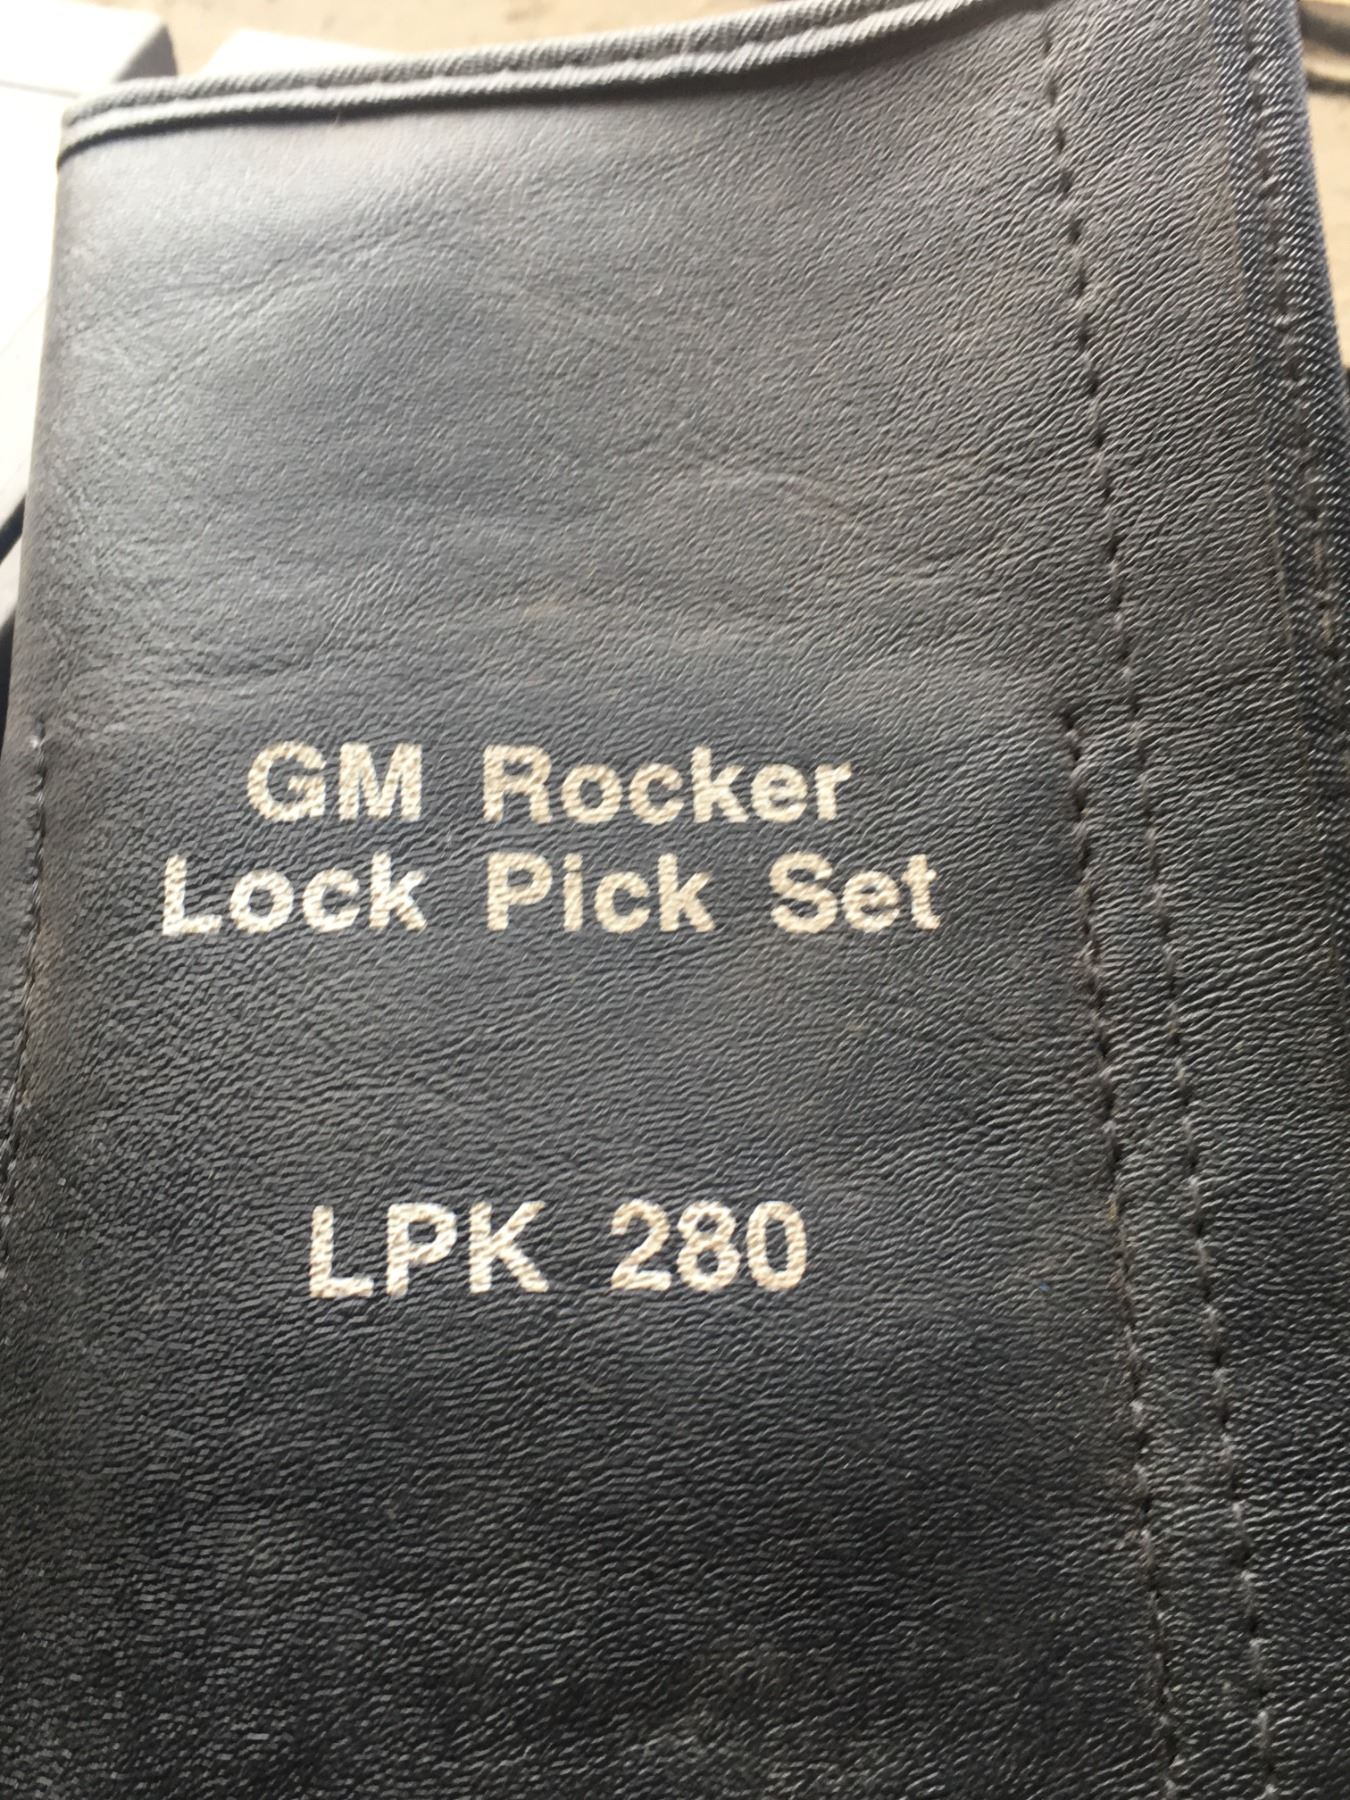 GM Rocker
Lock Pick Set
LPK 280